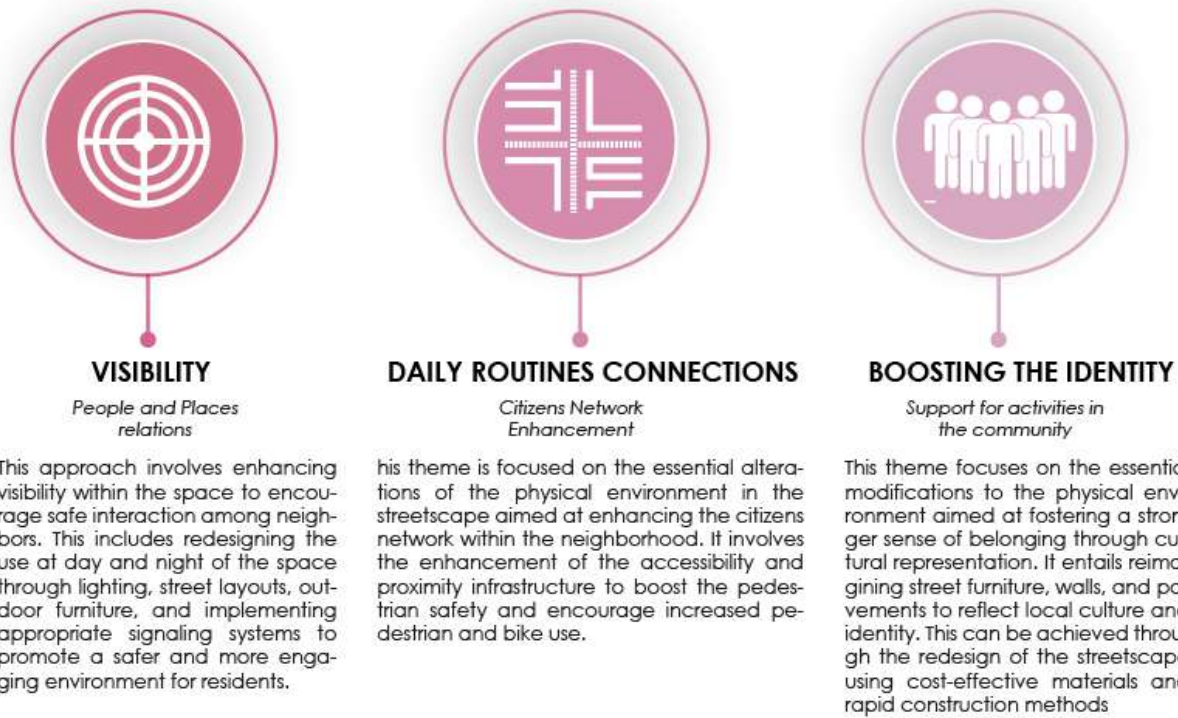 VISIBILITY
People and Places
relations
This approach involves enhancing
visibility within the space to encou-
rage safe interaction among neigh-
bors. This includes redesigning the
use at day and night of the space
through lighting, street layouts, out-
door furniture, and implementing
appropriate signaling systems to
promote a safer and more enga-
ging environment for residents.
DAILY ROUTINES CONNECTIONS
Citizens Network
Enhancement
his theme is focused on the essential altera-
tions of the physical environment in the
streetscape aimed at enhancing the citizens
network within the neighborhood. It involves
the enhancement of the accessibility and
proximity infrastructure to boost the pedes-
trian safety and encourage increased pe-
destrian and bike use.
BOOSTING THE IDENTITY
Support for activities in
the community
This theme focuses on the essentia
modifications to the physical envi
ronment aimed at fostering a stron
ger sense of belonging through cul
tural representation. It entails reima
gining street furniture, walls, and pa
vements to reflect local culture and
identity. This can be achieved throu
gh the redesign of the streetscape
using cost-effective materials and
rapid construction methods